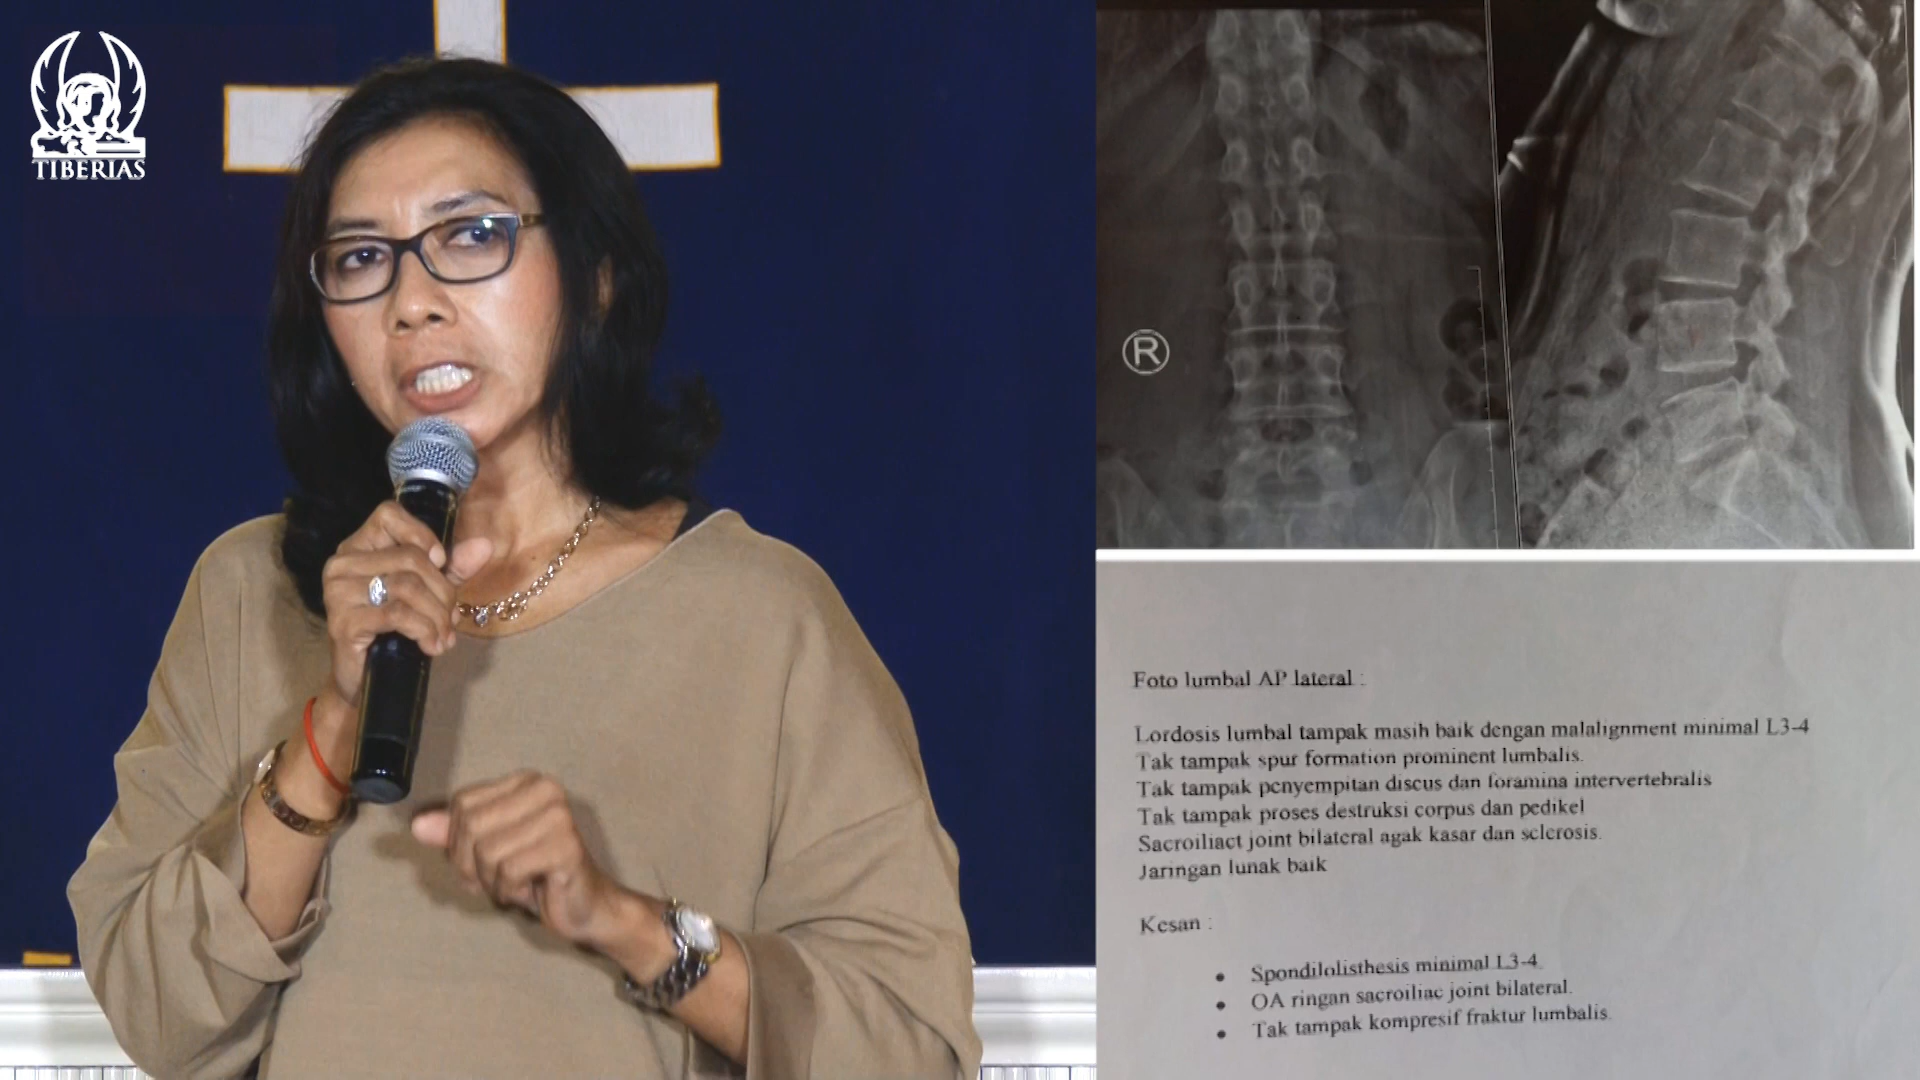 TIBERIAS
R
Foto lumbal AP lateral :
Lordosis lumbal tampak masih baik dengan malalignment minimal L3-4
Tak tampak spur formation prominent lumbalis.
Tak tampak penyempitan discus dan foramina intervertebralis
Tak tampak proses destruksi corpus dan pedikel
Sacroiliact joint bilateral agak kasar dan sclerosis.
Jaringan lunak baik
Kesan :
• Spondilolisthesis minimal L3-4.
• OA ringan sacroiliac joint bilateral.
• Tak tampak kompresif fraktur lumbalis.